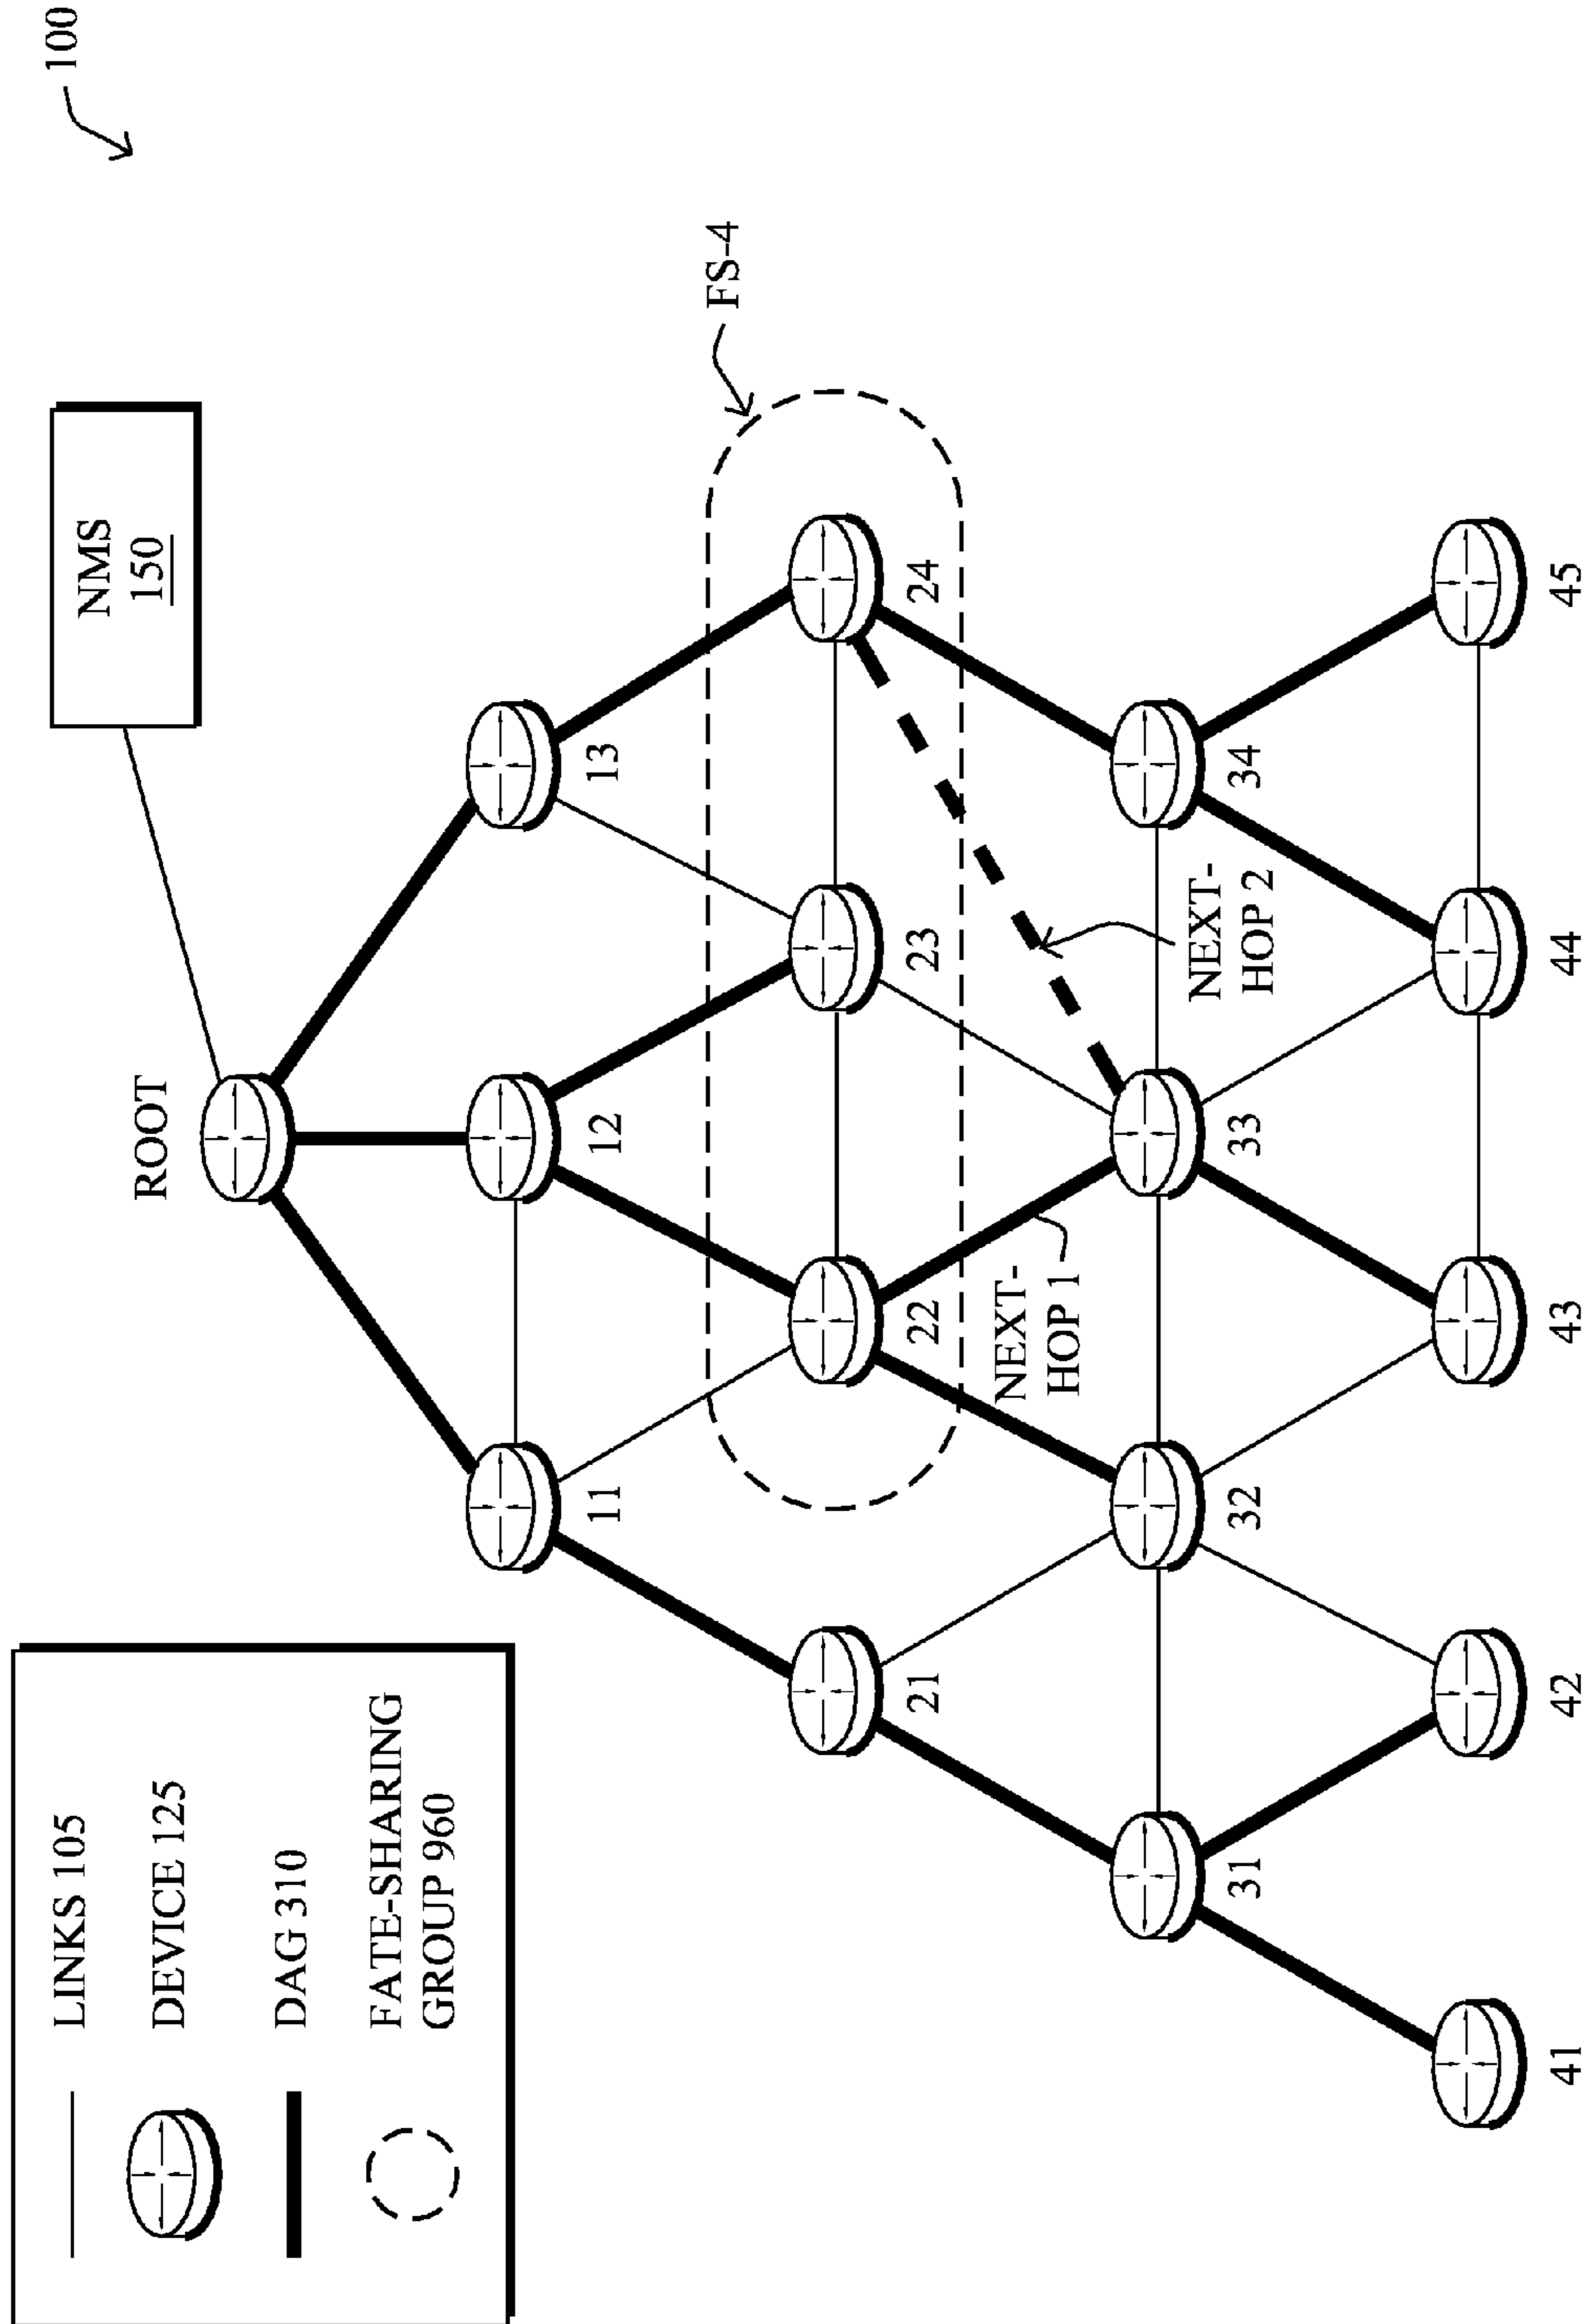 LINKS 105
DEVICE 125
DAG 310
FATE-SHARING
GROUP 960
NMS
150
100
ROOT
11
12
13
FS-4
21
22
23
24
NEXT-
HOP 1
NEXT-
HOP 2
31
32
33
34
41
42
43
44
45